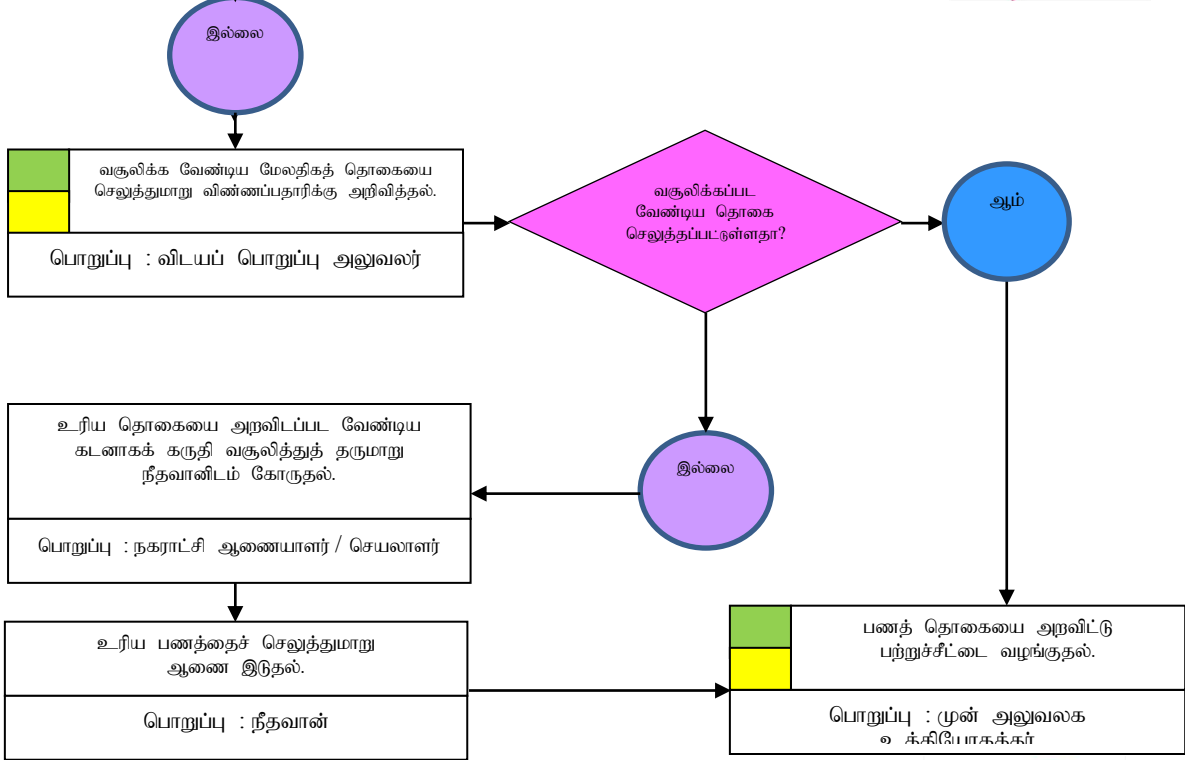 இல்லை
வசூலிக்க வேண்டிய மேலதிகத் தொகையை
செலுத்துமாறு விண்ணப்பதாரிக்கு அறிவித்தல்.
பொறுப்பு : விடயப் பொறுப்பு அலுவலர்
வசூலிக்கப்பட
வேண்டிய தொகை
செலுத்தப்பட்டுள்ளதா?
ஆம்
இல்லை
உரிய தொகையை அறவிடப்பட வேண்டிய
கடனாகக் கருதி வசூலித்துத் தருமாறு
நீதவானிடம் கோருதல்.
பொறுப்பு : நகராட்சி ஆணையாளர் / செயலாளர்
உரிய பணத்தைச் செலுத்துமாறு
ஆணை இடுதல்.
பொறுப்பு : நீதவான்
பணத் தொகையை அறவிட்டு
பற்றுச்சீட்டை வழங்குதல்.
பொறுப்பு : முன் அலுவலக